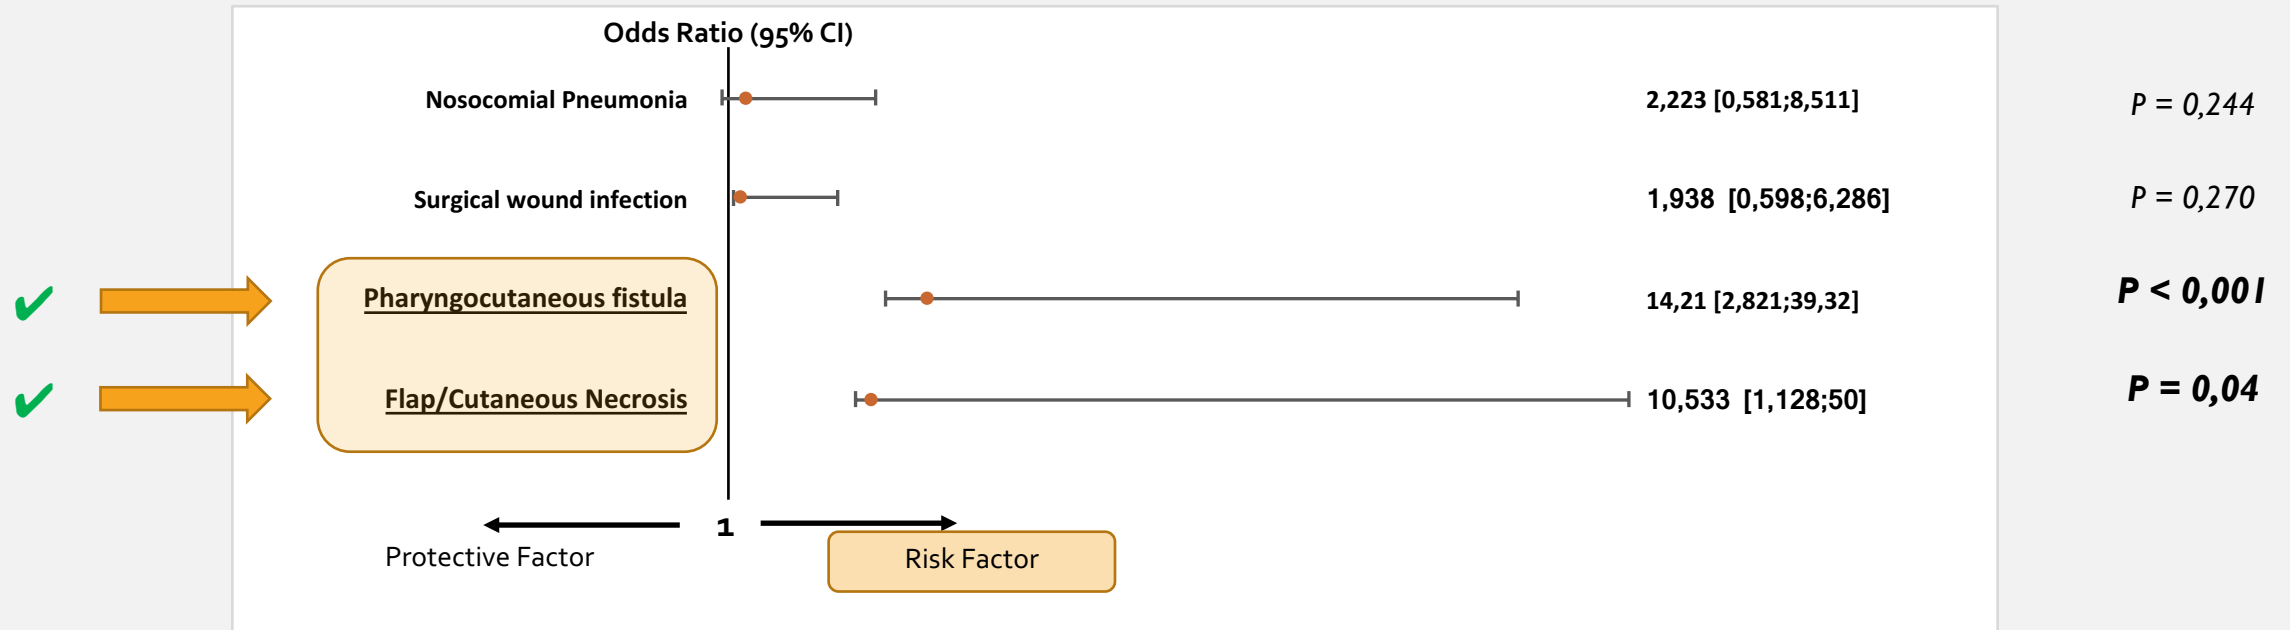 Odds Ratio (95% CI)
Nosocomial Pneumonia 2,223 [0,581;8,511] P = 0,244
Surgical wound infection 1,938 [0,598;6,286] P = 0,270
✔ Pharyngocutaneous fistula 14,21 [2,821;39,32] P < 0,001
✔ Flap/Cutaneous Necrosis 10,533 [1,128;50] P = 0,04
1
Protective Factor Risk Factor